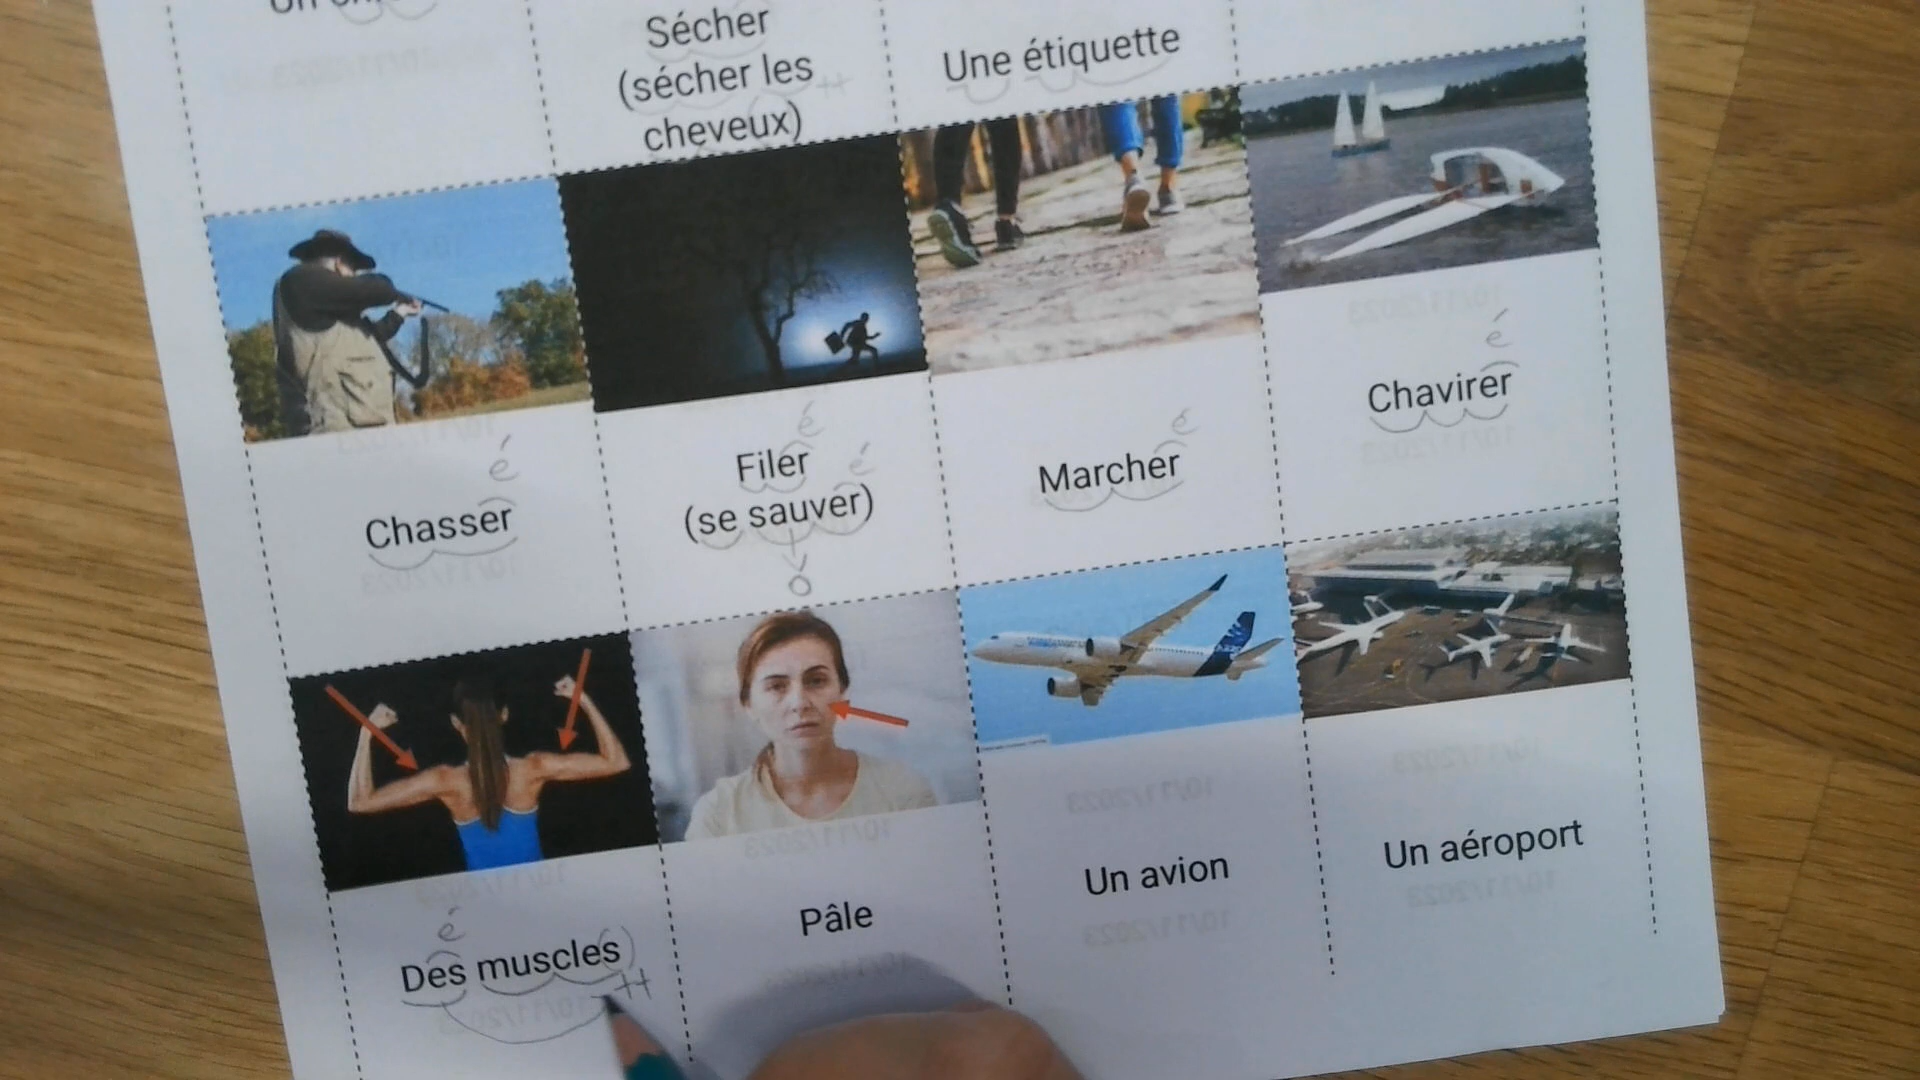 Un
Sécher
(sécher les
cheveux)
++
Une étiquette
é
Chasser
é
Filer
é
(se sauver)
o
é
Marcher
é
Chavirer
é
Des muscles
++
Pâle
Un avion
Un aéroport